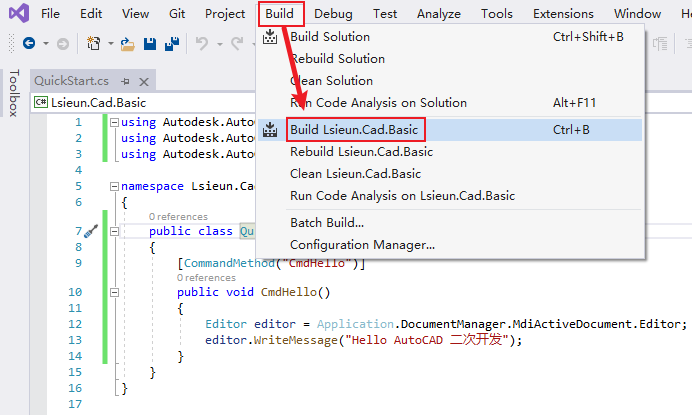 File Edit View Git Project Build Debug Test Analyze Tools Extensions Window
Build Solution Ctrl+Shift+B
Rebuild Solution
Clean Solution
Run Code Analysis on Solution Alt+F11
Build Lsieun.Cad.Basic Ctrl+B
Rebuild Lsieun.Cad.Basic
Clean Lsieun.Cad.Basic
Run Code Analysis on Lsieun.Cad.Basic
Batch Build...
Configuration Manager...
Toolbox
QuickStart.cs
C# Lsieun.Cad.Basic
1 using Autodesk.Auto
2 using Autodesk.Auto
3 using Autodesk.Auto
4
5 namespace Lsieun.Ca
6 {
0 references
7 public class Qu
8 {
9 [CommandMethod("CmdHello")]
0 references
10 public void CmdHello()
11 {
12 Editor editor = Application.DocumentManager.MdiActiveDocument.Editor;
13 editor.WriteMessage("Hello AutoCAD 二次开发");
14 }
15 }
16 }
17